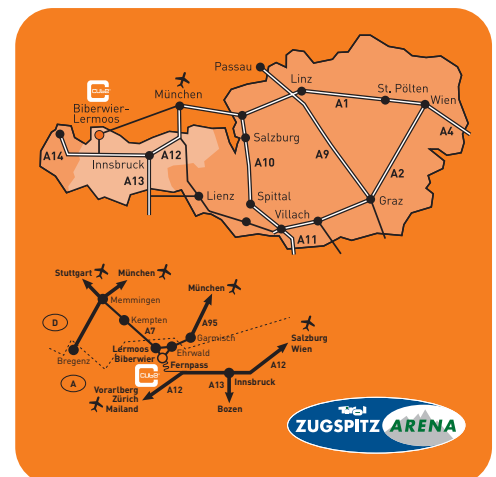 Passau
Linz
St. Pölten
A1
Wien
CUBE
Biberwier-
Lermoos
München
A4
Salzburg
A14
A12
Innsbruck
A10
A9
A2
A13
Lienz
Spittal
Villach
Graz
A11
Stuttgart
München
München
Memmingen
Kempten
D
A7
A95
Garmisch
Salzburg
Wien
Lermoos
Biberwier
Ehrwald
Bregenz
Fernpass
A12
CUBE
A
Vorarlberg
Zürich
Mailand
A12
A13
Innsbruck
Bozen
Tirol
ZUGSPITZ ARENA